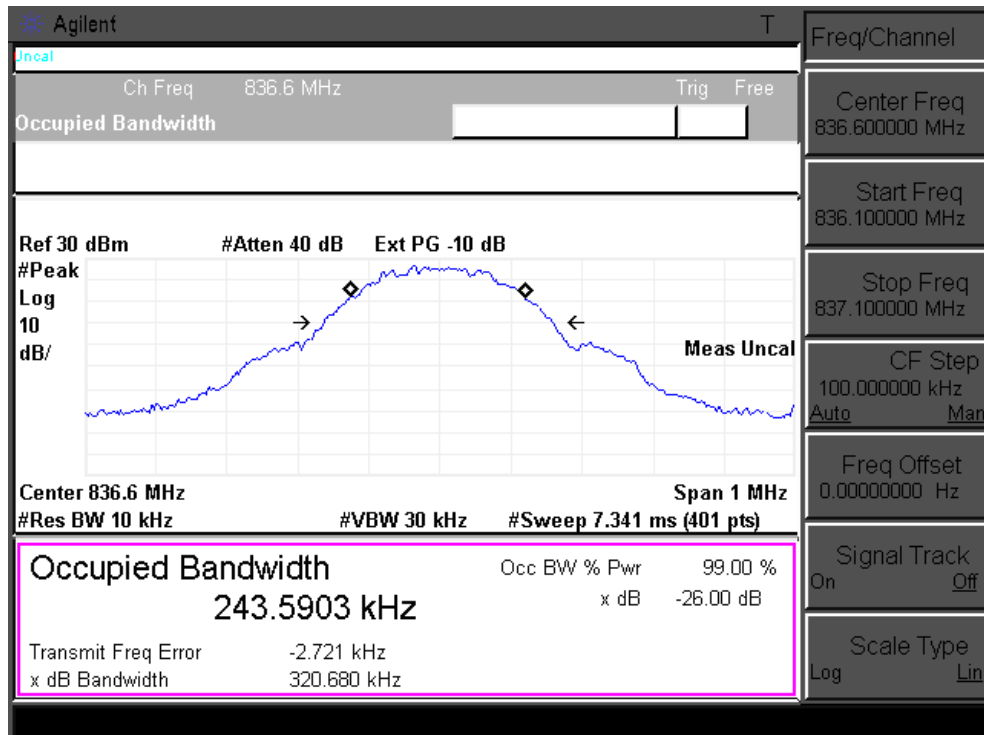 Agilent T
Uncal
Ch Freq 836.6 MHz Trig Free
Occupied Bandwidth
Ref 30 dBm #Atten 40 dB Ext PG -10 dB
#Peak
Log
10
dB/
Meas Uncal
Center 836.6 MHz Span 1 MHz
#Res BW 10 kHz #VBW 30 kHz #Sweep 7.341 ms (401 pts)
Occupied Bandwidth Occ BW % Pwr 99.00 %
243.5903 kHz x dB -26.00 dB
Transmit Freq Error -2.721 kHz
x dB Bandwidth 320.680 kHz
Freq/Channel
Center Freq
836.600000 MHz
Start Freq
836.100000 MHz
Stop Freq
837.100000 MHz
CF Step
100.000000 kHz
Auto Man
Freq Offset
0.00000000 Hz
Signal Track
On Off
Scale Type
Log Lin